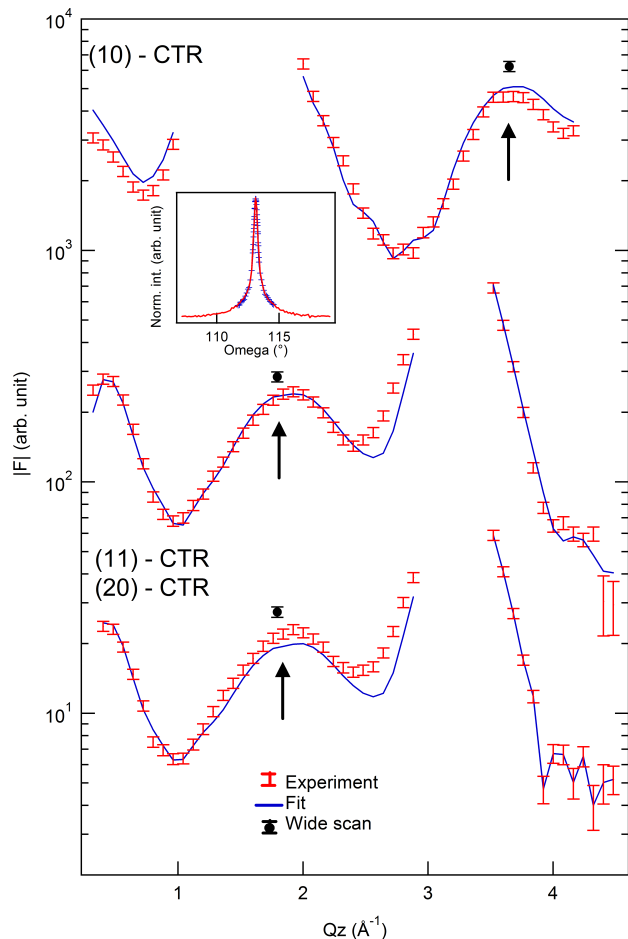 10⁴
(10) - CTR
10³
Norm. int. (arb. unit)
110 115
Omega (°)
|F| (arb. unit)
10²
(11) - CTR
(20) - CTR
10¹
Experiment
Fit
Wide scan
1 2 3 4
Qz (Å⁻¹)